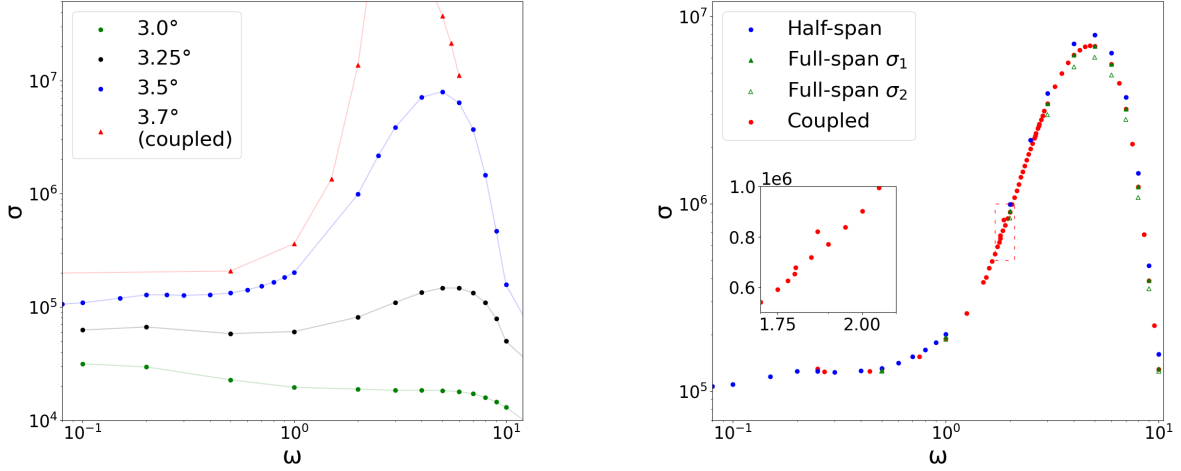 3.0°
3.25°
3.5°
3.7°
(coupled)
10⁷
10⁶
10⁵
10⁴
σ
10⁻¹
10⁰
10¹
ω
Half-span
Full-span σ₁
Full-span σ₂
Coupled
10⁷
10⁶
10⁵
σ
1e6
1.0
0.8
0.6
1.75
2.00
10⁻¹
10⁰
10¹
ω